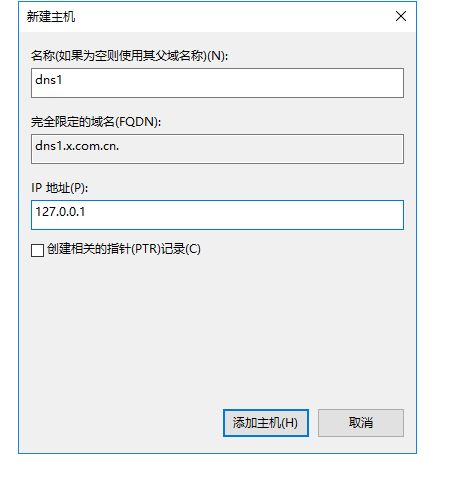 新建主机
名称(如果为空则使用其父域名称)(N):
dns1
完全限定的域名(FQDN):
dns1.x.com.cn.
IP 地址(P):
127.0.0.1
创建相关的指针(PTR)记录(C)
添加主机(H) 取消